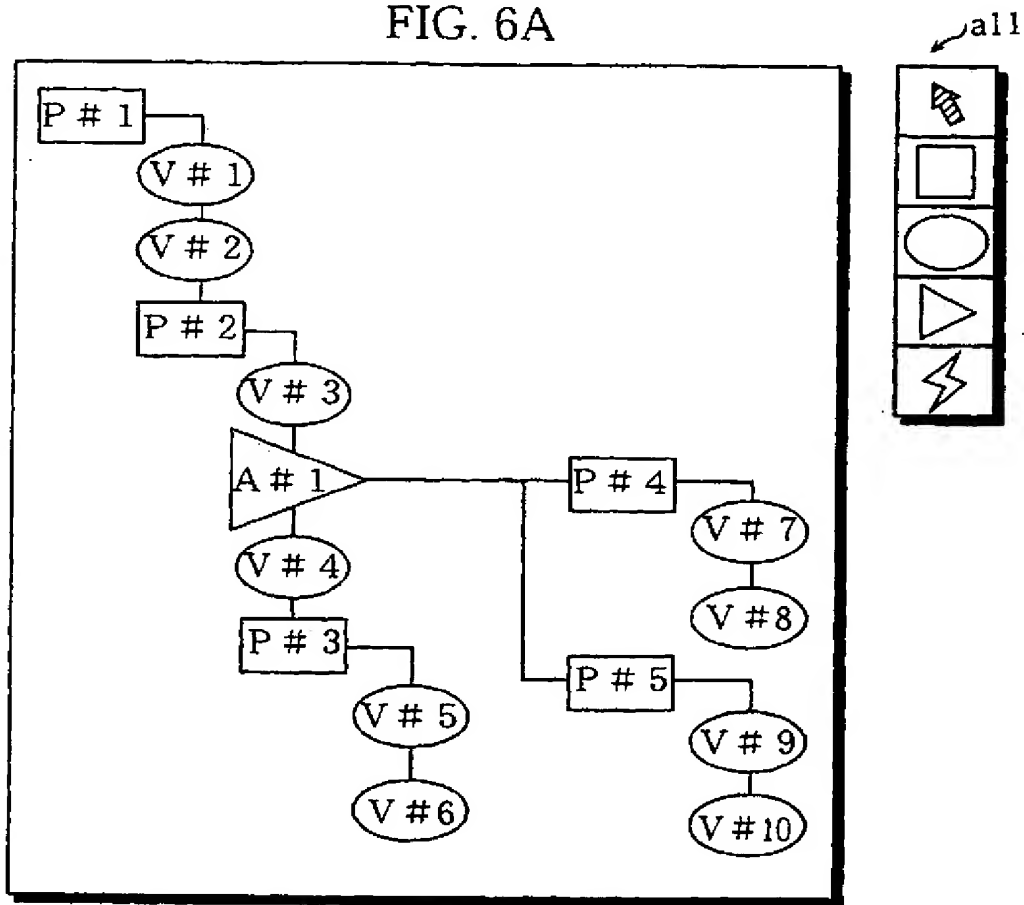 FIG. 6A
a11
P # 1
V # 1
V # 2
P # 2
V # 3
A # 1
P # 4
V # 7
V # 4
V #8
P # 3
P # 5
V # 5
V # 9
V #6
V #10